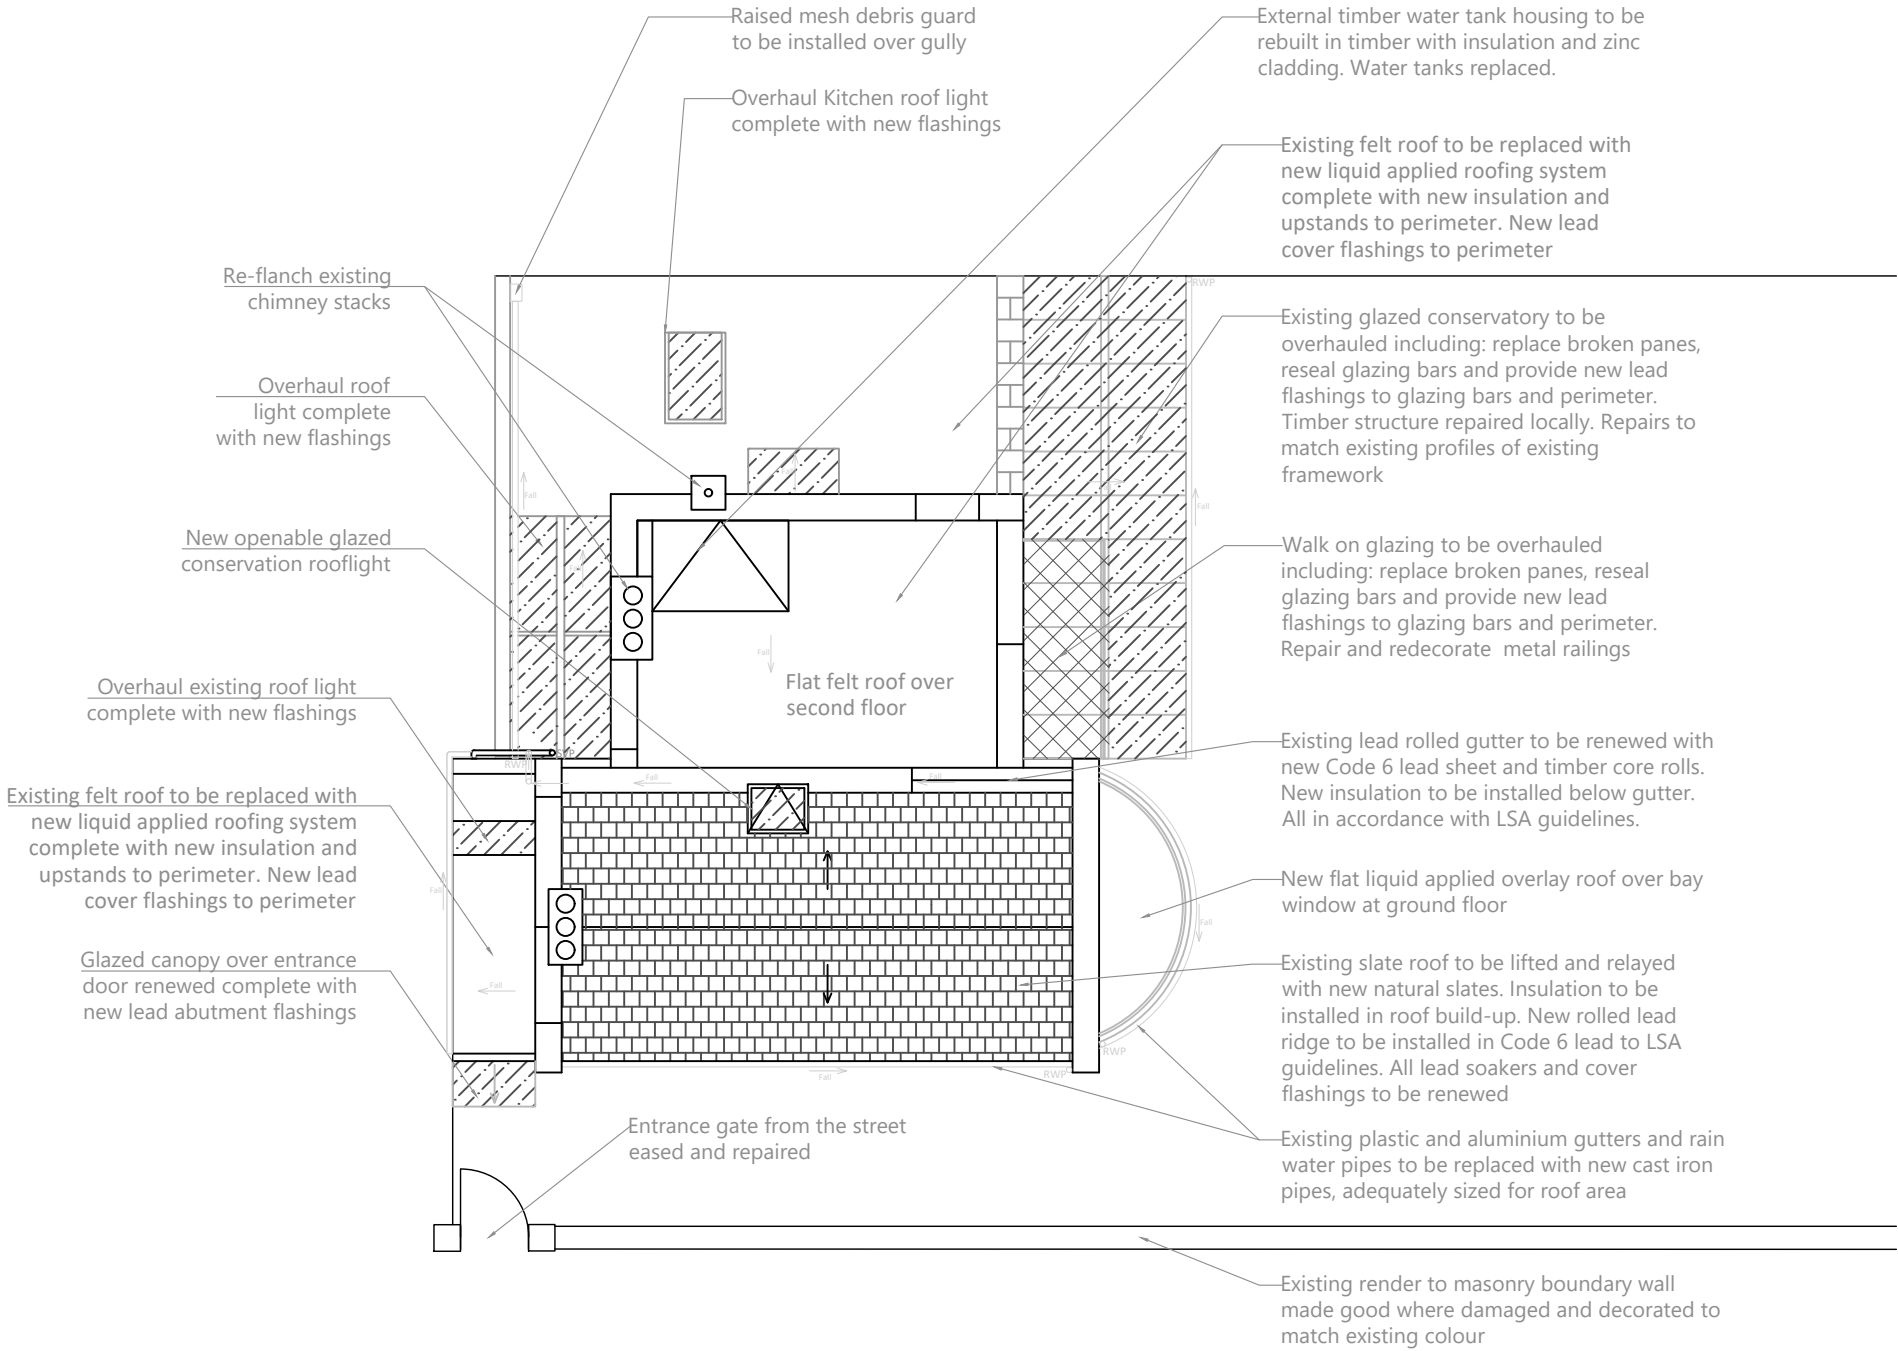 Raised mesh debris guard
to be installed over gully
External timber water tank housing to be
rebuilt in timber with insulation and zinc
cladding. Water tanks replaced.
Overhaul Kitchen roof light
complete with new flashings
Existing felt roof to be replaced with
new liquid applied roofing system
complete with new insulation and
upstands to perimeter. New lead
cover flashings to perimeter
Re-flanch existing
chimney stacks
RWP
Existing glazed conservatory to be
overhauled including: replace broken panes,
reseal glazing bars and provide new lead
flashings to glazing bars and perimeter.
Timber structure repaired locally. Repairs to
match existing profiles of existing
framework
Overhaul roof
light complete
with new flashings
Fall
Fall
Fall
Fall
New openable glazed
conservation rooflight
Fall
Walk on glazing to be overhauled
including: replace broken panes, reseal
glazing bars and provide new lead
flashings to glazing bars and perimeter.
Repair and redecorate metal railings
Fall
Flat felt roof over
second floor
Overhaul existing roof light
complete with new flashings
Existing lead rolled gutter to be renewed with
new Code 6 lead sheet and timber core rolls.
New insulation to be installed below gutter.
All in accordance with LSA guidelines.
RWP
Fall
Fall
Fall
Existing felt roof to be replaced with
new liquid applied roofing system
complete with new insulation and
upstands to perimeter. New lead
cover flashings to perimeter
Fall
New flat liquid applied overlay roof over bay
window at ground floor
Fall
Glazed canopy over entrance
door renewed complete with
new lead abutment flashings
Fall
Existing slate roof to be lifted and relayed
with new natural slates. Insulation to be
installed in roof build-up. New rolled lead
ridge to be installed in Code 6 lead to LSA
guidelines. All lead soakers and cover
flashings to be renewed
RWP
RWP
Fall
Entrance gate from the street
eased and repaired
Existing plastic and aluminium gutters and rain
water pipes to be replaced with new cast iron
pipes, adequately sized for roof area
Existing render to masonry boundary wall
made good where damaged and decorated to
match existing colour